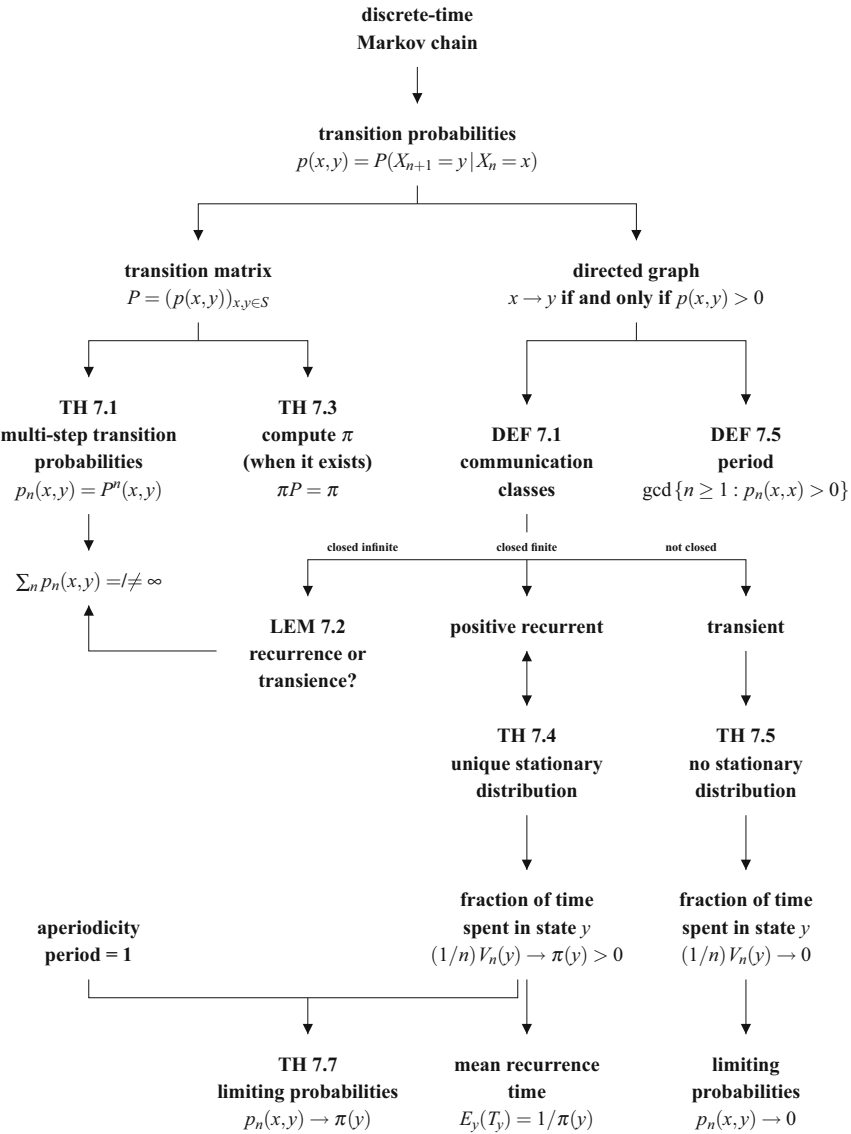 discrete-time
Markov chain
transition probabilities
p(x,y) = P(X_{n+1} = y | X_n = x)
transition matrix
P = (p(x,y))_{x,y∈S}
directed graph
x → y if and only if p(x,y) > 0
TH 7.1
multi-step transition
probabilities
p_n(x,y) = P^n(x,y)
TH 7.3
compute π
(when it exists)
πP = π
DEF 7.1
communication
classes
DEF 7.5
period
gcd{n ≥ 1 : p_n(x,x) > 0}
closed infinite
closed finite
not closed
∑_n p_n(x,y) =/≠ ∞
LEM 7.2
recurrence or
transience?
positive recurrent
transient
TH 7.4
unique stationary
distribution
TH 7.5
no stationary
distribution
aperiodicity
period = 1
fraction of time
spent in state y
(1/n) V_n(y) → π(y) > 0
fraction of time
spent in state y
(1/n) V_n(y) → 0
TH 7.7
limiting probabilities
p_n(x,y) → π(y)
mean recurrence
time
E_y(T_y) = 1/π(y)
limiting
probabilities
p_n(x,y) → 0